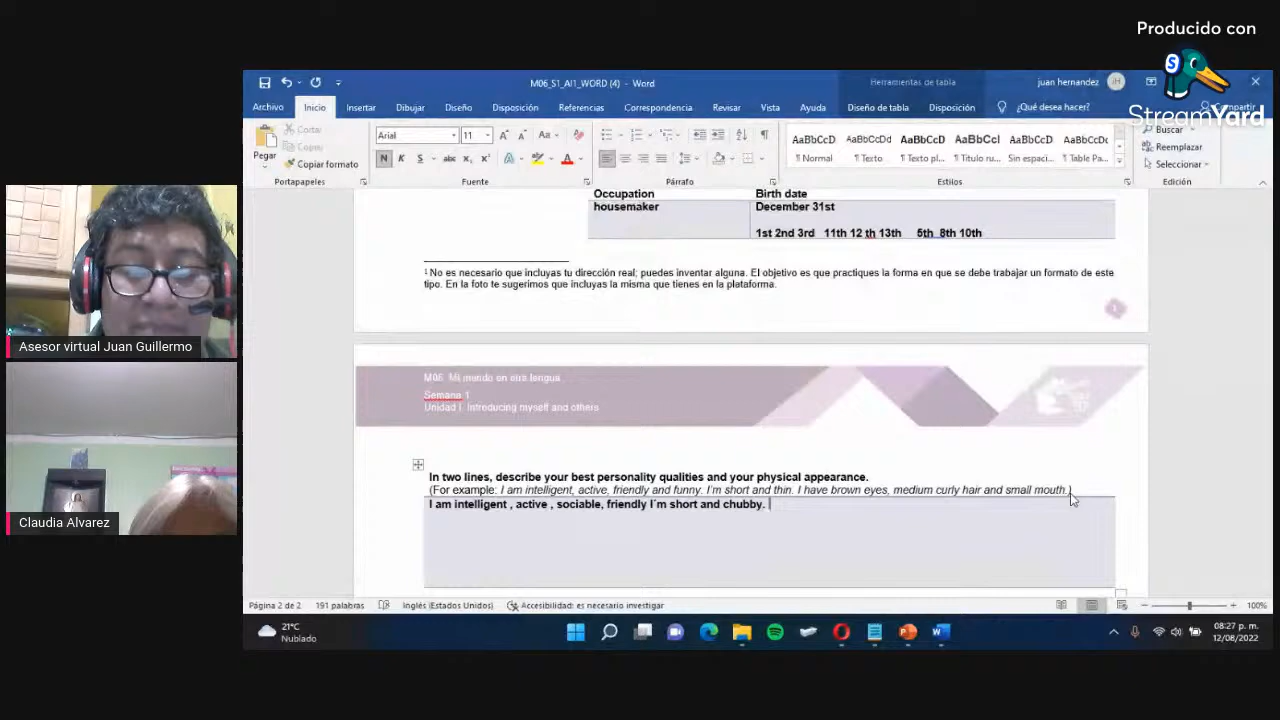 Producido con
StreamYard
M06_S1_AI1_WORD (4) - Word
Herramientas de tabla
juan hernandez
JH
Archivo Inicio Insertar Dibujar Diseño Disposición Referencias Correspondencia Revisar Vista Ayuda Diseño de tabla Disposición ¿Qué desea hacer?
Pegar
Cortar
Copiar
Copiar formato
Portapapeles
Arial 11
N K S
Fuente
Párrafo
AaBbCcD AaBbCcDd AaBbCcD AaBbCcI AaBbCcD AaBbCcDc
¶ Normal ¶ Texto ¶ Texto pl... ¶ Título ru... Sin espaci... ¶ Table Pa...
Estilos
Buscar
Reemplazar
Seleccionar
Edición
Occupation Birth date
housemaker December 31st
1st 2nd 3rd 11th 12 th 13th 5th 8th 10th
1 No es necesario que incluyas tu dirección real; puedes inventar alguna. El objetivo es que practiques la forma en que se debe trabajar un formato de este
tipo. En la foto te sugerimos que incluyas la misma que tienes en la plataforma.
1
M06. Mi mundo en otra lengua
Semana 1
Unidad I. Introducing myself and others
In two lines, describe your best personality qualities and your physical appearance.
(For example: I am intelligent, active, friendly and funny. I'm short and thin. I have brown eyes, medium curly hair and small mouth.)
I am intelligent , active , sociable, friendly I´m short and chubby.
Asesor virtual Juan Guillermo
Claudia Alvarez
Página 2 de 2 191 palabras Inglés (Estados Unidos) Accesibilidad: es necesario investigar 100%
21°C
Nublado
08:27 p. m.
12/08/2022